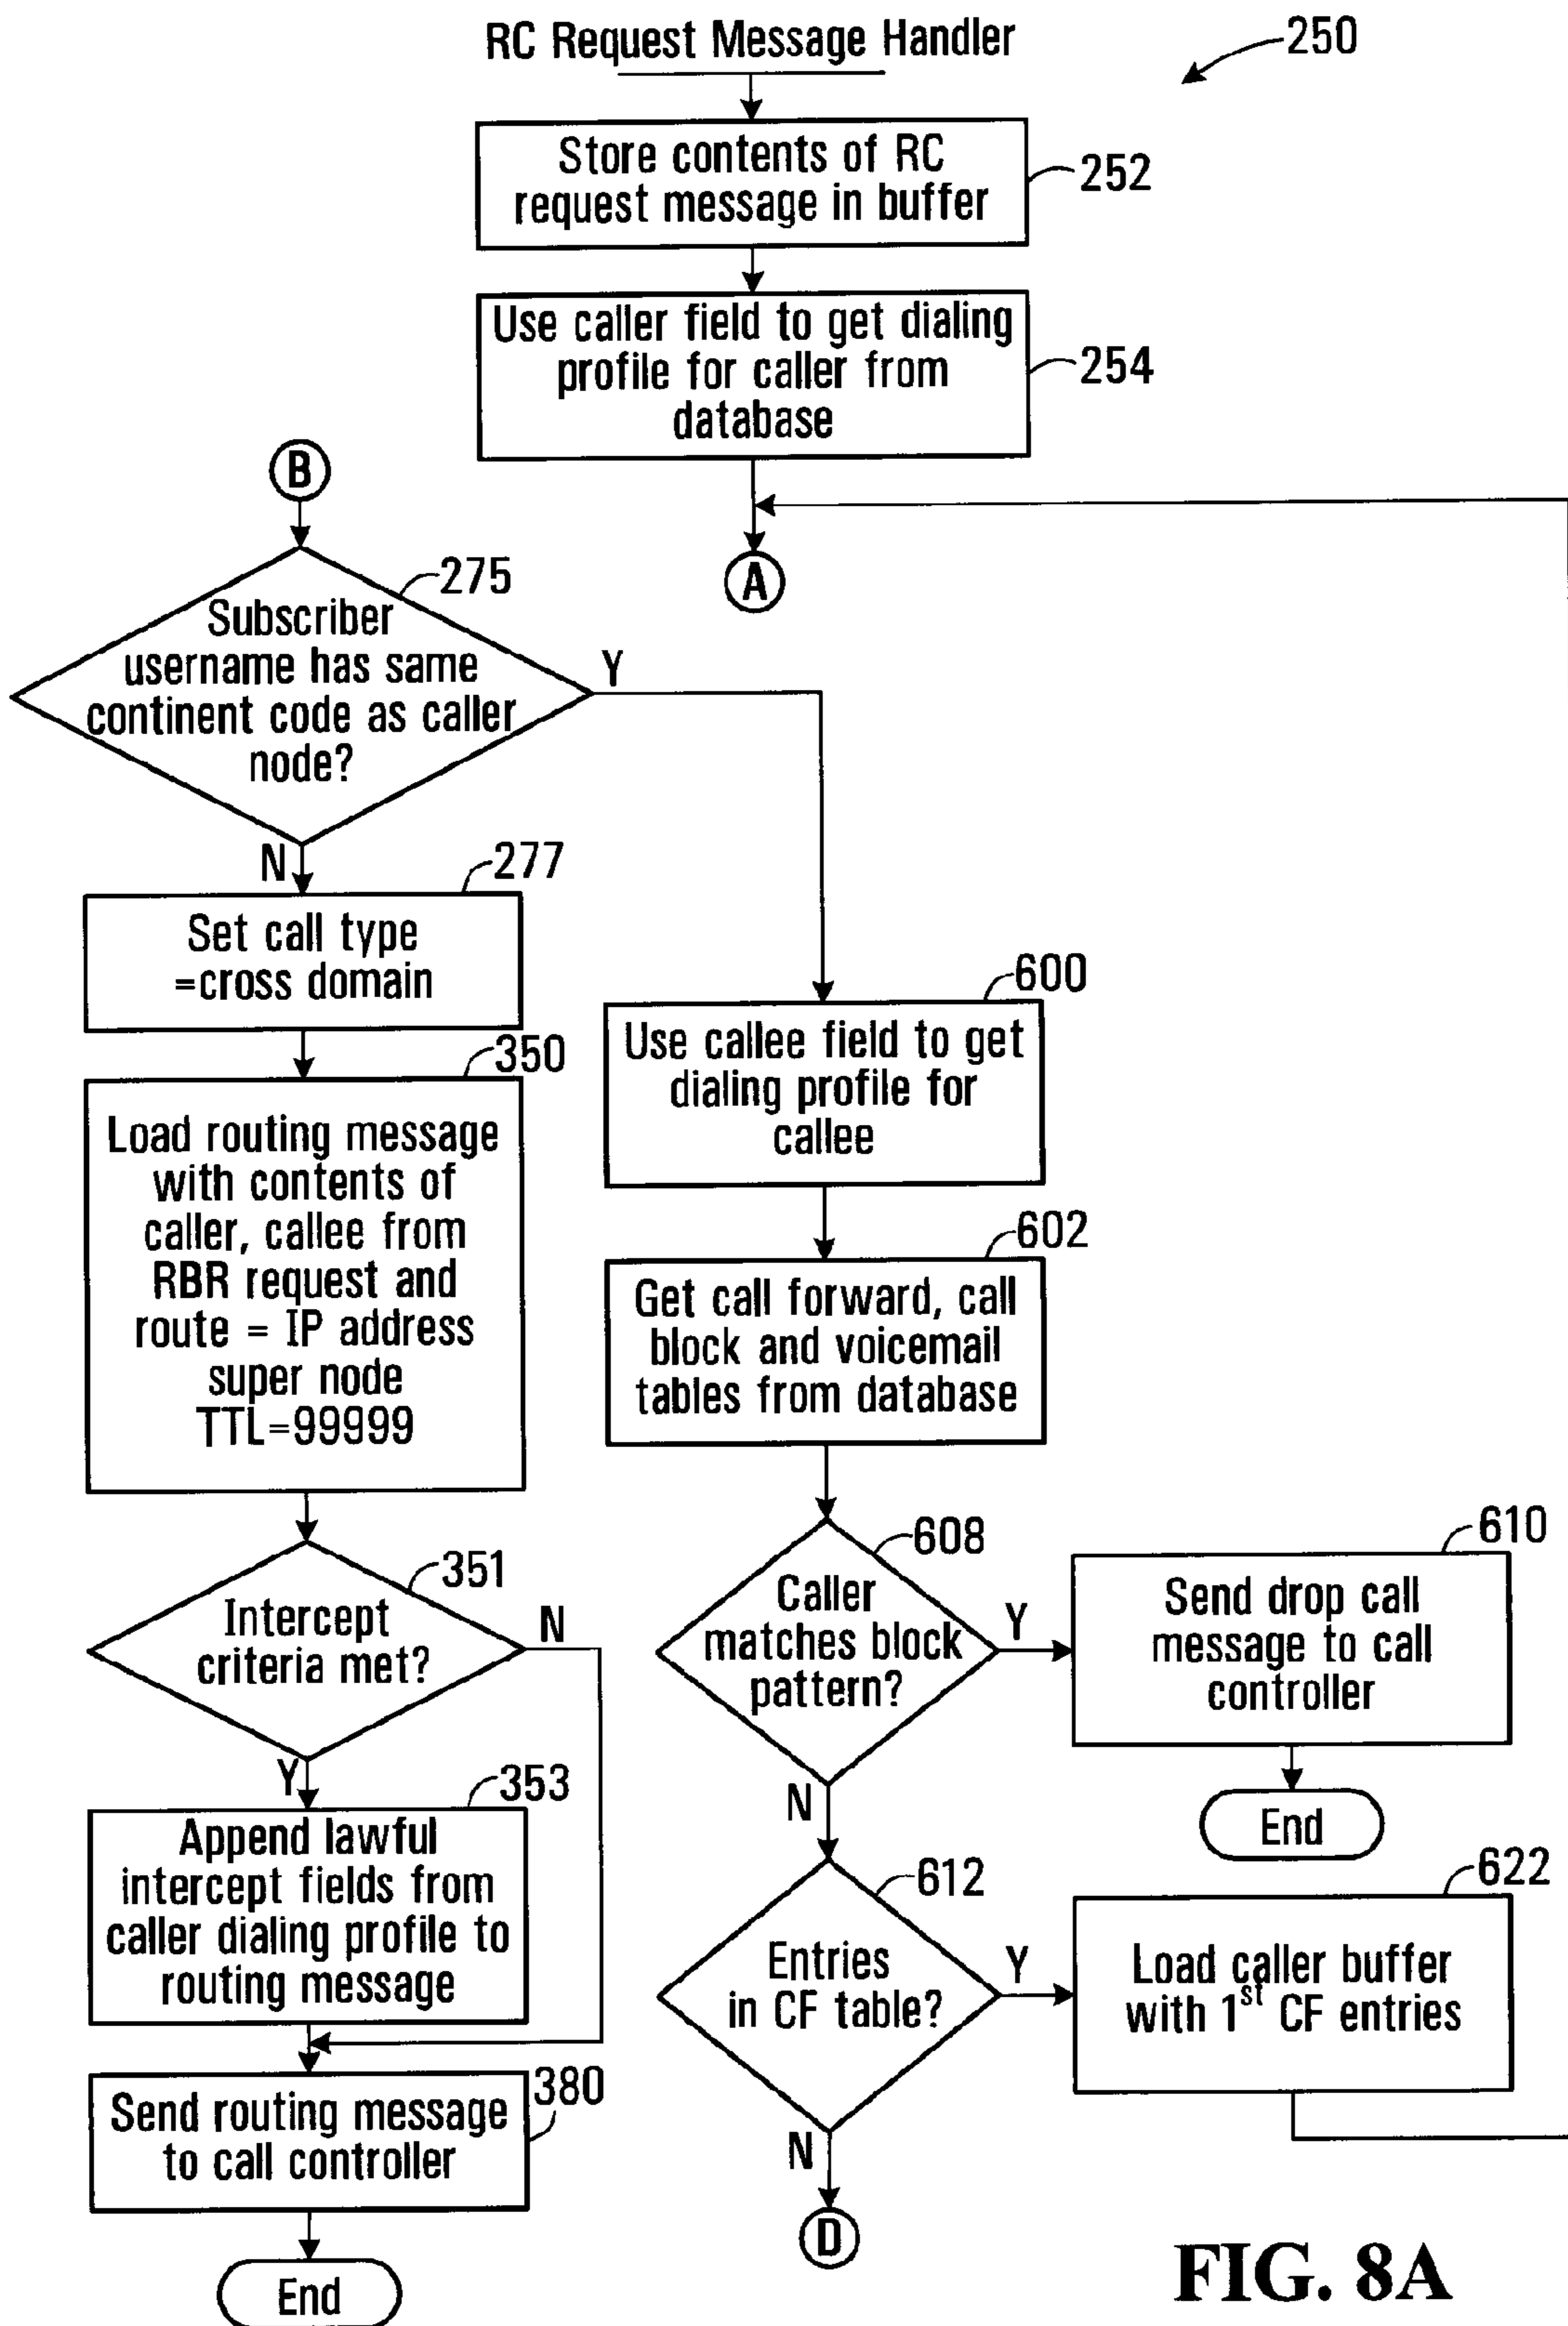 RC Request Message Handler
250
Store contents of RC
request message in buffer
252
Use caller field to get dialing
profile for caller from
database
254
B
A
275
Subscriber
username has same
continent code as caller
node?
Y
N
277
Set call type
=cross domain
350
Load routing message
with contents of
caller, callee from
RBR request and
route = IP address
super node
TTL=99999
351
Intercept
criteria met?
N
Y
353
Append lawful
intercept fields from
caller dialing profile to
routing message
380
Send routing message
to call controller
End
600
Use callee field to get
dialing profile for
callee
602
Get call forward, call
block and voicemail
tables from database
608
Caller
matches block
pattern?
Y
N
610
Send drop call
message to call
controller
End
612
Entries
in CF table?
Y
N
622
Load caller buffer
with 1st CF entries
D
FIG. 8A